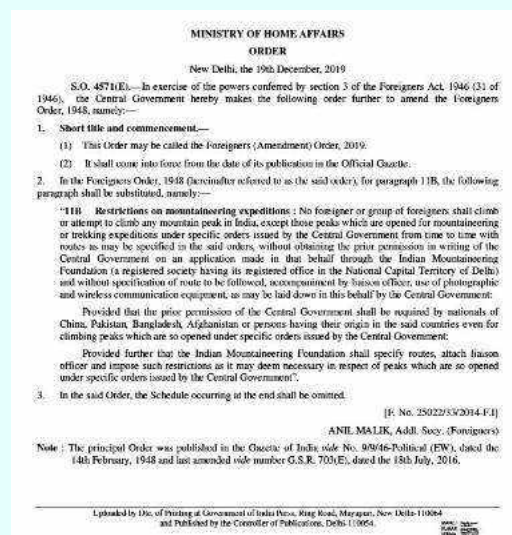 MINISTRY OF HOME AFFAIRS
ORDER
New Delhi, the 19th December, 2019
S.O. 4571(E).—In exercise of the powers conferred by section 3 of the Foreigners Act, 1946 (31 of
1946), the Central Government hereby makes the following order further to amend the Foreigners
Order, 1948, namely:—
1. Short title and commencement.—
(1) This Order may be called the Foreigners (Amendment) Order, 2019.
(2) It shall come into force from the date of its publication in the Official Gazette.
2. In the Foreigners Order, 1948 (hereinafter referred to as the said order), for paragraph 11B, the following
paragraph shall be substituted, namely:—
"11B Restrictions on mountaineering expeditions : No foreigner or group of foreigners shall climb
or attempt to climb any mountain peak in India, except those peaks which are opened for mountaineering
or trekking expeditions under specific orders issued by the Central Government from time to time with
routes as may be specified in the said orders, without obtaining the prior permission in writing of the
Central Government on an application made in that behalf through the Indian Mountaineering
Foundation (a registered society having its registered office in the National Capital Territory of Delhi)
and without specification of route to be followed, accompaniment by liaison officer, use of photographic
and wireless communication equipment, as may be laid down in this behalf by the Central Government:
Provided that the prior permission of the Central Government shall be required by nationals of
China, Pakistan, Bangladesh, Afghanistan or persons having their origin in the said countries even for
climbing peaks which are so opened under specific orders issued by the Central Government:
Provided further that the Indian Mountaineering Foundation shall specify routes, attach liaison
officer and impose such restrictions as it may deem necessary in respect of peaks which are so opened
under specific orders issued by the Central Government".
3. In the said Order, the Schedule occurring at the end shall be omitted.
[F. No. 25022/33/2014-F.I]
ANIL MALIK, Addl. Secy. (Foreigners)
Note : The principal Order was published in the Gazette of India vide No. 9/9/46-Political (EW), dated the
14th February, 1948 and last amended vide number G.S.R. 703(E), dated the 18th July, 2016.
Uploaded by Dte. of Printing at Government of India Press, Ring Road, Mayapuri, New Delhi-110064
and Published by the Controller of Publications, Delhi-110054.